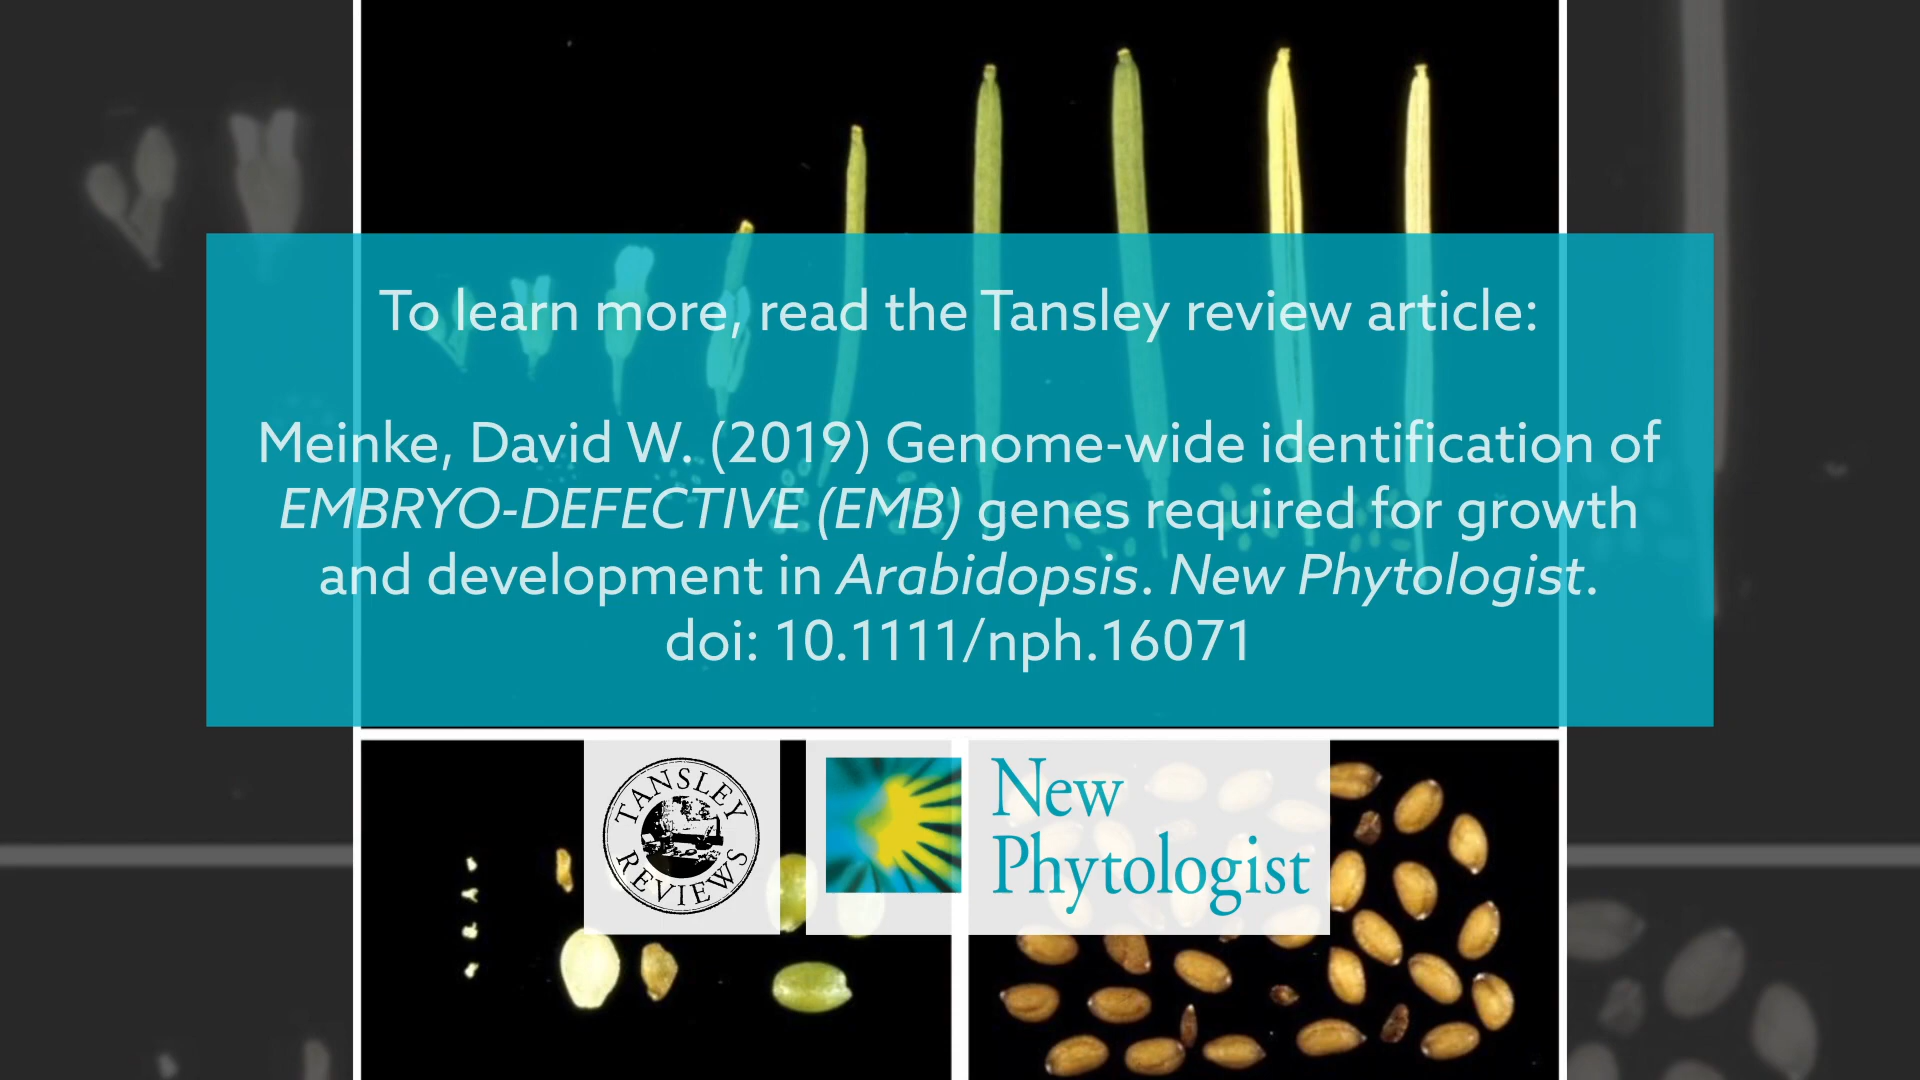 To learn more, read the Tansley review article:
Meinke, David W. (2019) Genome-wide identification of
EMBRYO-DEFECTIVE (EMB) genes required for growth
and development in Arabidopsis. New Phytologist.
doi: 10.1111/nph.16071
TANSLEY
REVIEWS
New
Phytologist